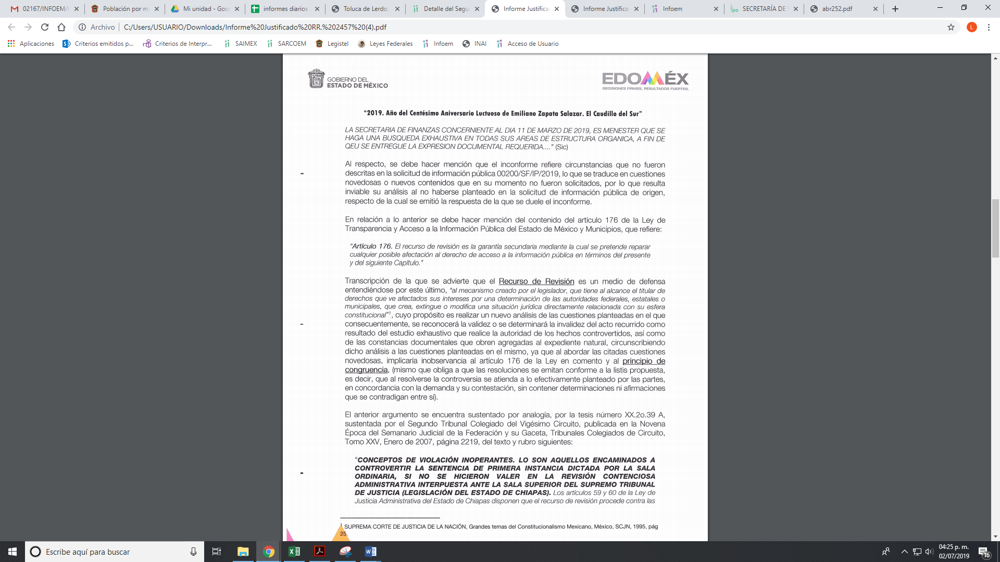 02167/INFOEM/I
Población por mu
Mi unidad - Goo
informes diarios
Toluca de Lerdo,
Detalle del Segui
Informe Justifica
Informe Justifica
Infoem
SECRETARÍA DE
abr252.pdf
Archivo
C:/Users/USUARIO/Downloads/Informe%20Justificado%20RR.%202457%20(4).pdf
L
Aplicaciones
Criterios emitidos p...
Criterios de Interpr...
SAIMEX
SARCOEM
Legistel
Leyes Federales
Infoem
INAI
Acceso de Usuario
GOBIERNO DEL
ESTADO DE MÉXICO
EDOMÉX
DECISIONES FIRMES, RESULTADOS FUERTES.
“2019. Año del Centésimo Aniversario Luctuoso de Emiliano Zapata Salazar. El Caudillo del Sur”
LA SECRETARIA DE FINANZAS CONCERNIENTE AL DIA 11 DE MARZO DE 2019, ES MENESTER QUE SE
HAGA UNA BUSQUEDA EXHAUSTIVA EN TODAS SUS AREAS DE ESTRUCTURA ORGANICA, A FIN DE
QEU SE ENTREGUE LA EXPRESION DOCUMENTAL REQUERIDA....” (Sic)
Al respecto, se debe hacer mención que el inconforme refiere circunstancias que no fueron
descritas en la solicitud de información pública 00200/SF/IP/2019, lo que se traduce en cuestiones
novedosas o nuevos contenidos que en su momento no fueron solicitados, por lo que resulta
inviable su análisis al no haberse planteado en la solicitud de información pública de origen,
respecto de la cual se emitió la respuesta de la que se duele el inconforme.
En relación a lo anterior se debe hacer mención del contenido del artículo 176 de la Ley de
Transparencia y Acceso a la Información Pública del Estado de México y Municipios, que refiere:
“Artículo 176. El recurso de revisión es la garantía secundaria mediante la cual se pretende reparar
cualquier posible afectación al derecho de acceso a la información pública en términos del presente
y del siguiente Capítulo.”
Transcripción de la que se advierte que el Recurso de Revisión es un medio de defensa
entendiéndose por este último, “al mecanismo creado por el legislador, que tiene al alcance el titular de
derechos que ve afectados sus intereses por una determinación de las autoridades federales, estatales o
municipales, que crea, extingue o modifica una situación jurídica directamente relacionada con su esfera
constitucional”1, cuyo propósito es realizar un nuevo análisis de las cuestiones planteadas en el que
consecuentemente, se reconocerá la validez o se determinará la invalidez del acto recurrido como
resultado del estudio exhaustivo que realice la autoridad de los hechos controvertidos, así como
de las constancias documentales que obren agregadas al expediente natural, circunscribiendo
dicho análisis a las cuestiones planteadas en el mismo, ya que al abordar las citadas cuestiones
novedosas, implicaría inobservancia al artículo 176 de la Ley en comento y al principio de
congruencia, (mismo que obliga a que las resoluciones se emitan conforme a la listis propuesta,
es decir, que al resolverse la controversia se atienda a lo efectivamente planteado por las partes,
en concordancia con la demanda y su contestación, sin contener determinaciones ni afirmaciones
que se contradigan entre sí).
El anterior argumento se encuentra sustentado por analogía, por la tesis número XX.2o.39 A,
sustentada por el Segundo Tribunal Colegiado del Vigésimo Circuito, publicada en la Novena
Época del Semanario Judicial de la Federación y su Gaceta, Tribunales Colegiados de Circuito,
Tomo XXV, Enero de 2007, página 2219, del texto y rubro siguientes:
“CONCEPTOS DE VIOLACIÓN INOPERANTES. LO SON AQUELLOS ENCAMINADOS A
CONTROVERTIR LA SENTENCIA DE PRIMERA INSTANCIA DICTADA POR LA SALA
ORDINARIA, SI NO SE HICIERON VALER EN LA REVISIÓN CONTENCIOSA
ADMINISTRATIVA INTERPUESTA ANTE LA SALA SUPERIOR DEL SUPREMO TRIBUNAL
DE JUSTICIA (LEGISLACIÓN DEL ESTADO DE CHIAPAS). Los artículos 59 y 60 de la Ley de
Justicia Administrativa del Estado de Chiapas disponen que el recurso de revisión procede contra las
1 SUPREMA CORTE DE JUSTICIA DE LA NACIÓN, Grandes temas del Constitucionalismo Mexicano, México, SCJN, 1995, pág
25.
Escribe aquí para buscar
04:25 p. m.
02/07/2019
16